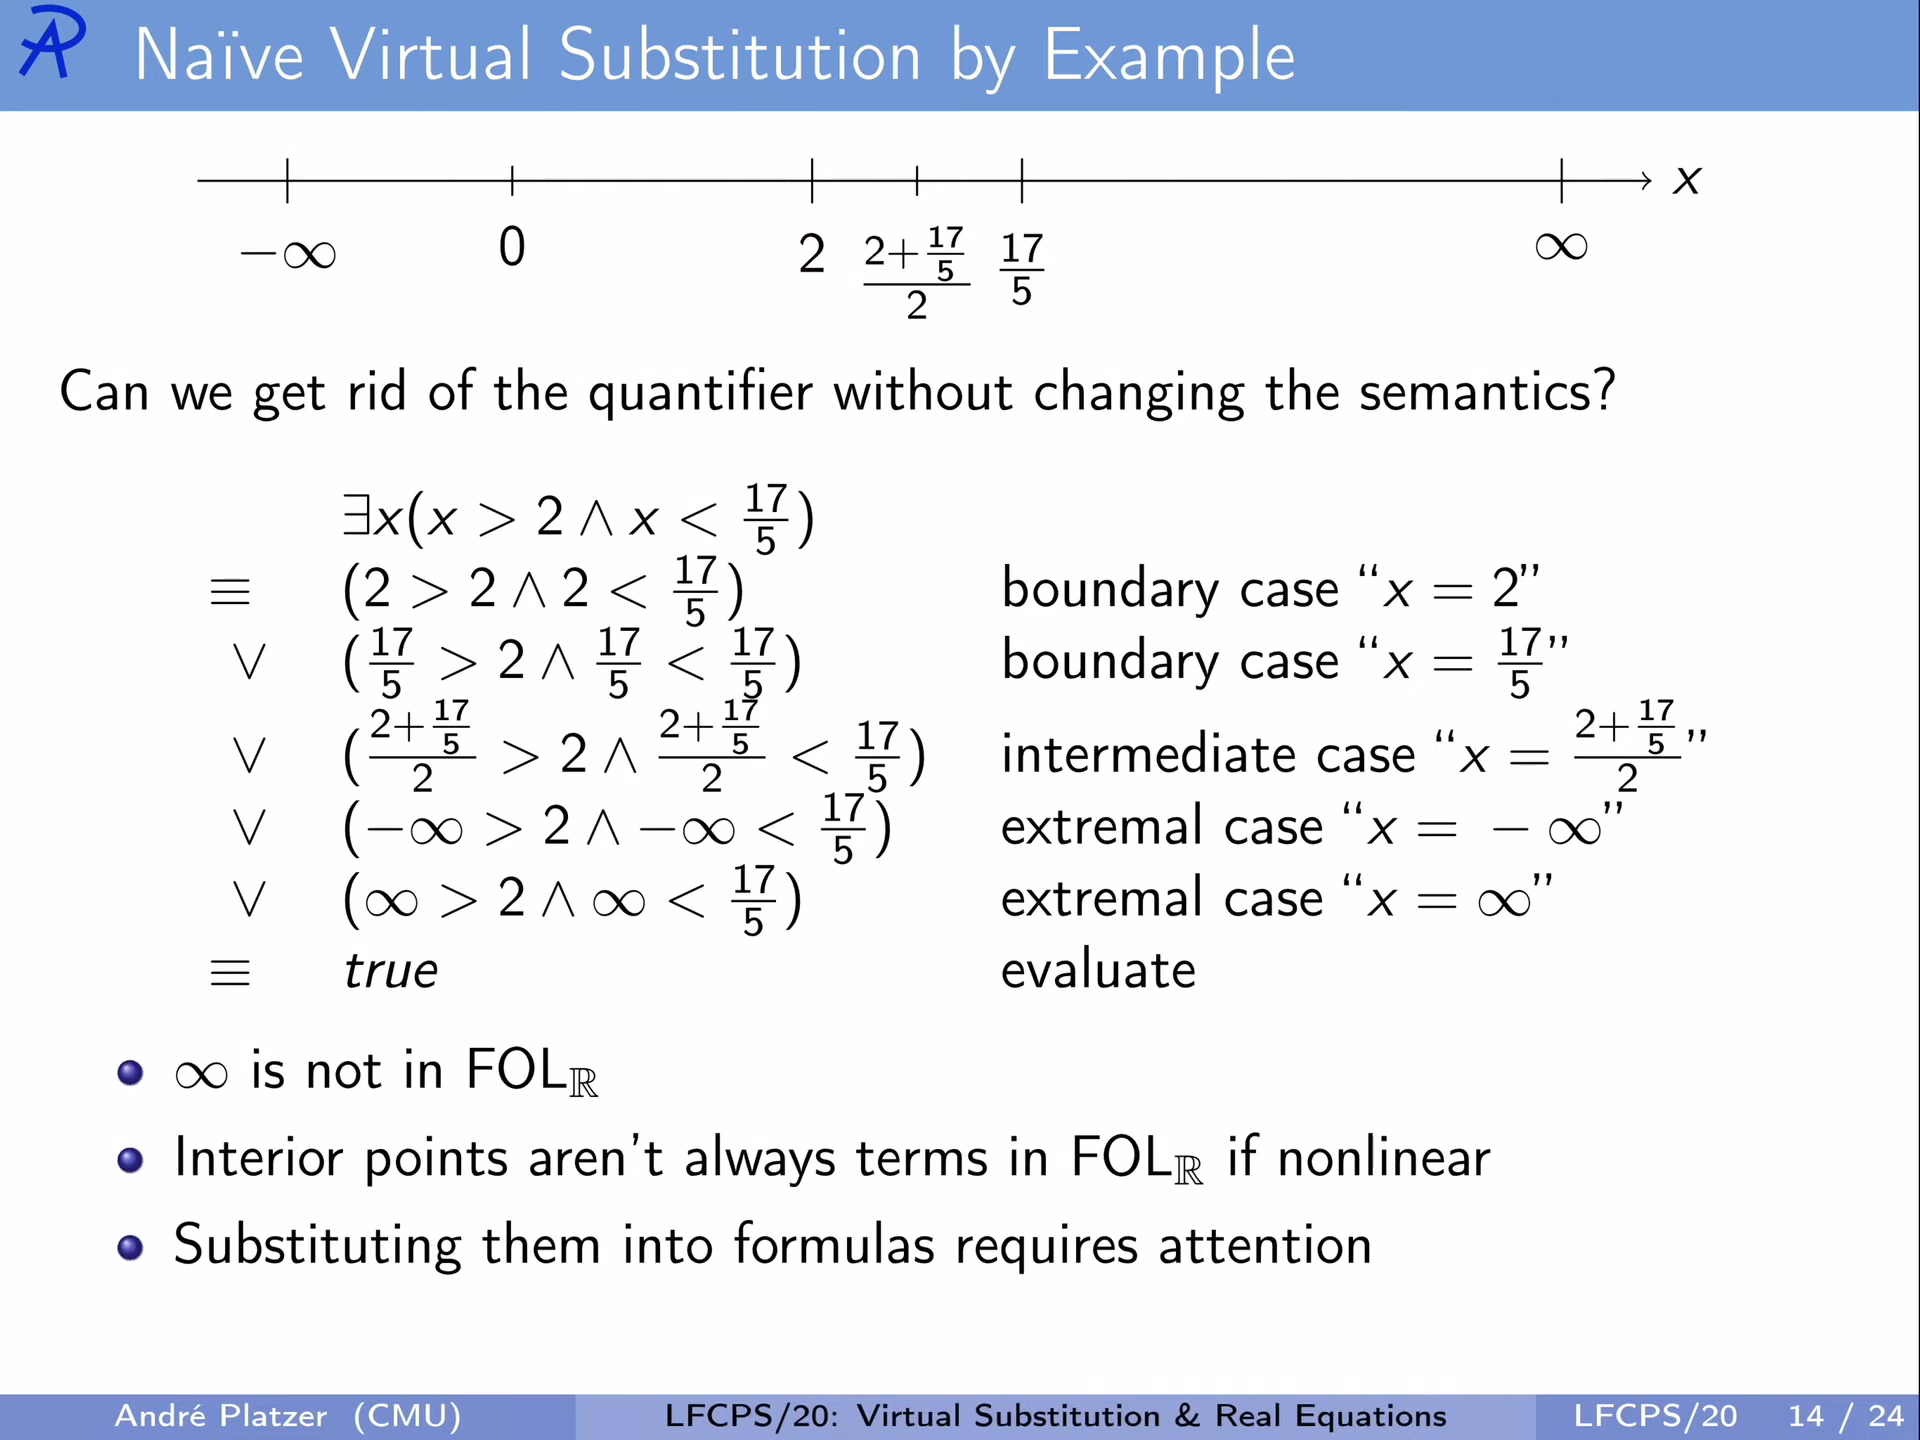 Naïve Virtual Substitution by Example
x
−∞ 0 2 (2+17/5)/2 17/5 ∞
Can we get rid of the quantifier without changing the semantics?
∃x(x > 2 ∧ x < 17/5)
≡ (2 > 2 ∧ 2 < 17/5) boundary case “x = 2”
∨ (17/5 > 2 ∧ 17/5 < 17/5) boundary case “x = 17/5”
∨ ((2+17/5)/2 > 2 ∧ (2+17/5)/2 < 17/5) intermediate case “x = (2+17/5)/2”
∨ (−∞ > 2 ∧ −∞ < 17/5) extremal case “x = −∞”
∨ (∞ > 2 ∧ ∞ < 17/5) extremal case “x = ∞”
≡ true evaluate
∞ is not in FOLℝ
Interior points aren’t always terms in FOLℝ if nonlinear
Substituting them into formulas requires attention
André Platzer (CMU) LFCPS/20: Virtual Substitution & Real Equations LFCPS/20 14 / 24